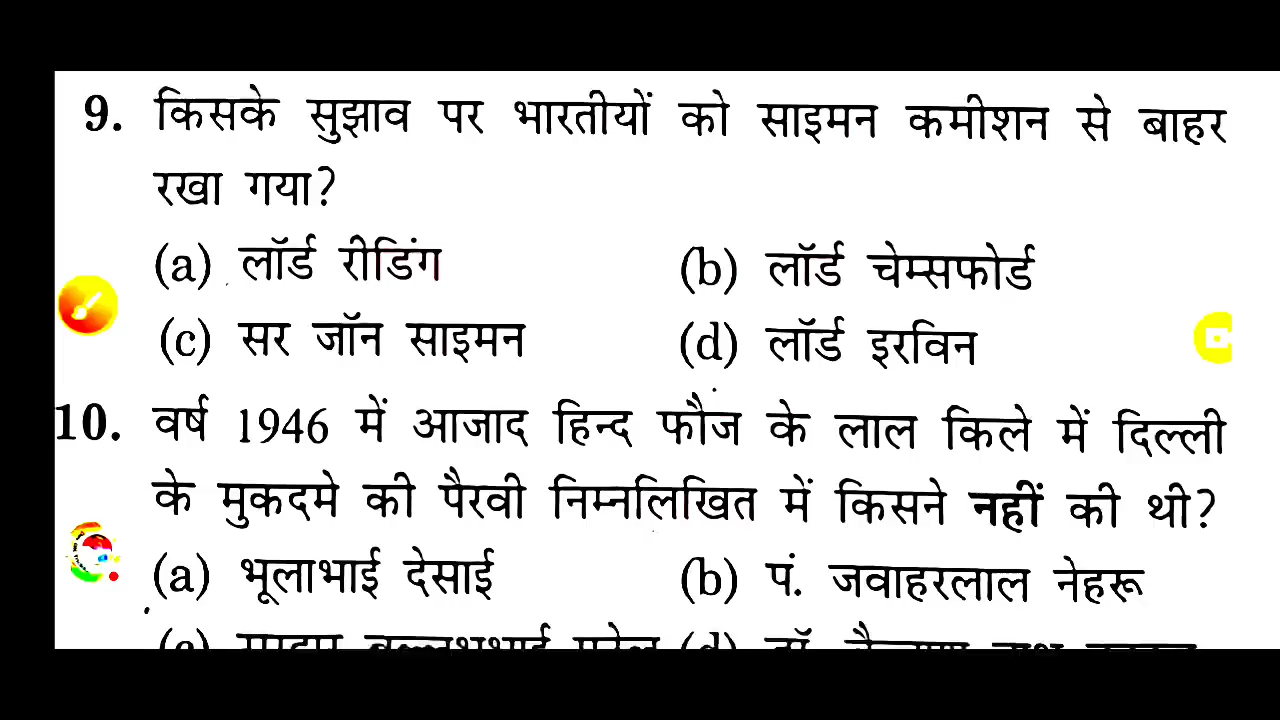 9. किसके सुझाव पर भारतीयों को साइमन कमीशन से बाहर
रखा गया?
(a) लॉर्ड रीडिंग (b) लॉर्ड चेम्सफोर्ड
(c) सर जॉन साइमन (d) लॉर्ड इरविन
10. वर्ष 1946 में आजाद हिन्द फौज के लाल किले में दिल्ली
के मुकदमे की पैरवी निम्नलिखित में किसने नहीं की थी?
(a) भूलाभाई देसाई (b) पं. जवाहरलाल नेहरू